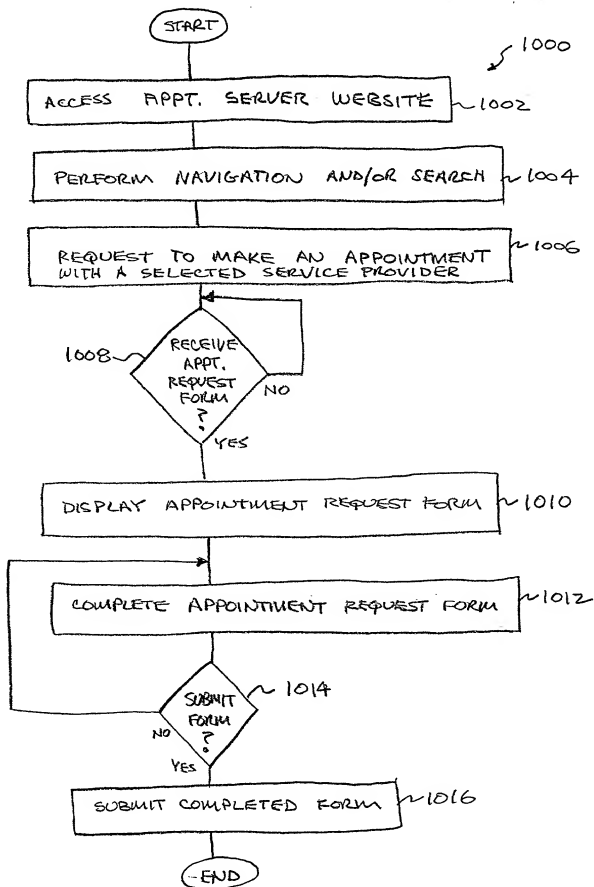 START
1000
ACCESS APPT. SERVER WEBSITE
1002
PERFORM NAVIGATION AND/OR SEARCH
1004
REQUEST TO MAKE AN APPOINTMENT
WITH A SELECTED SERVICE PROVIDER
1006
1008
RECEIVE
APPT.
REQUEST
FORM
?
NO
YES
DISPLAY APPOINTMENT REQUEST FORM
1010
COMPLETE APPOINTMENT REQUEST FORM
1012
SUBMIT
FORM
?
1014
NO
YES
SUBMIT COMPLETED FORM
1016
END